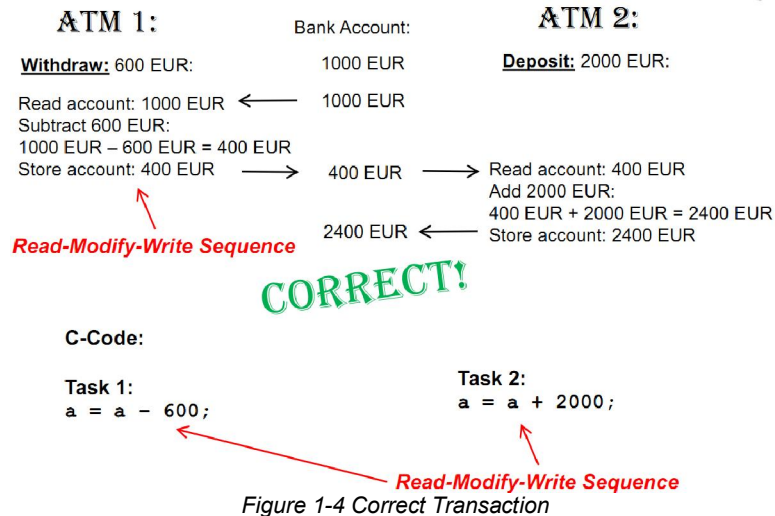 ATM 1:
Bank Account:
ATM 2:
Withdraw: 600 EUR:
1000 EUR
Deposit: 2000 EUR:
Read account: 1000 EUR
1000 EUR
Subtract 600 EUR:
1000 EUR – 600 EUR = 400 EUR
Store account: 400 EUR
400 EUR
Read account: 400 EUR
Add 2000 EUR:
400 EUR + 2000 EUR = 2400 EUR
2400 EUR
Store account: 2400 EUR
Read-Modify-Write Sequence
CORRECT!
C-Code:
Task 1:
a = a - 600;
Task 2:
a = a + 2000;
Read-Modify-Write Sequence
Figure 1-4 Correct Transaction